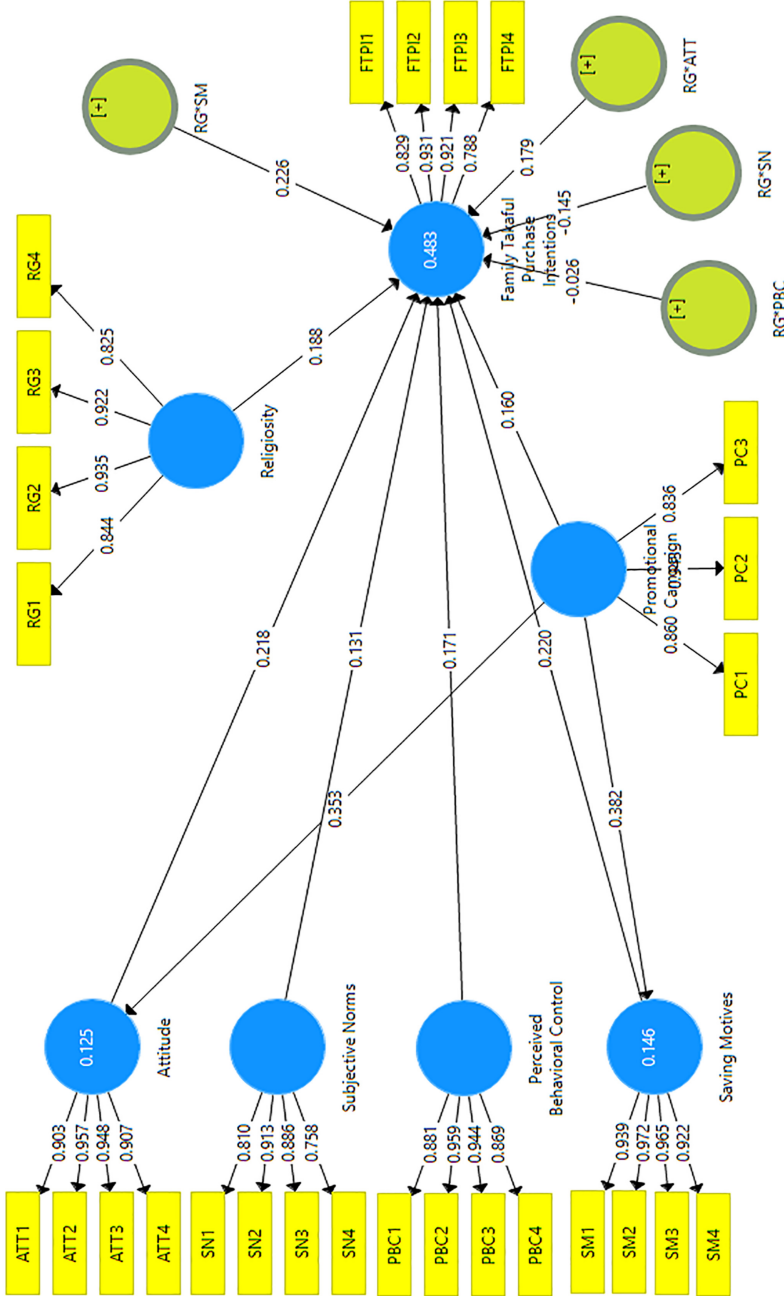 ATT1
ATT2
ATT3
ATT4
0.903
0.957
0.948
0.907
0.125
Attitude
SN1
SN2
SN3
SN4
0.810
0.913
0.886
0.758
Subjective Norms
PBC1
PBC2
PBC3
PBC4
0.881
0.959
0.944
0.869
Perceived
Behavioral Control
SM1
SM2
SM3
SM4
0.939
0.972
0.965
0.922
0.146
Saving Motives
0.353
0.382
0.218
0.131
0.171
0.220
RG1
RG2
RG3
RG4
0.844
0.935
0.922
0.825
Religiosity
0.188
Promotional
Campaign
0.860
0.836
PC1
PC2
PC3
0.160
[+]
RG*SM
0.226
0.483
Family Takaful
Purchase
Intentions
0.829
0.931
0.921
0.788
FTPI1
FTPI2
FTPI3
FTPI4
0.179
-0.145
-0.026
[+]
RG*ATT
[+]
RG*SN
[+]
RG*PBC